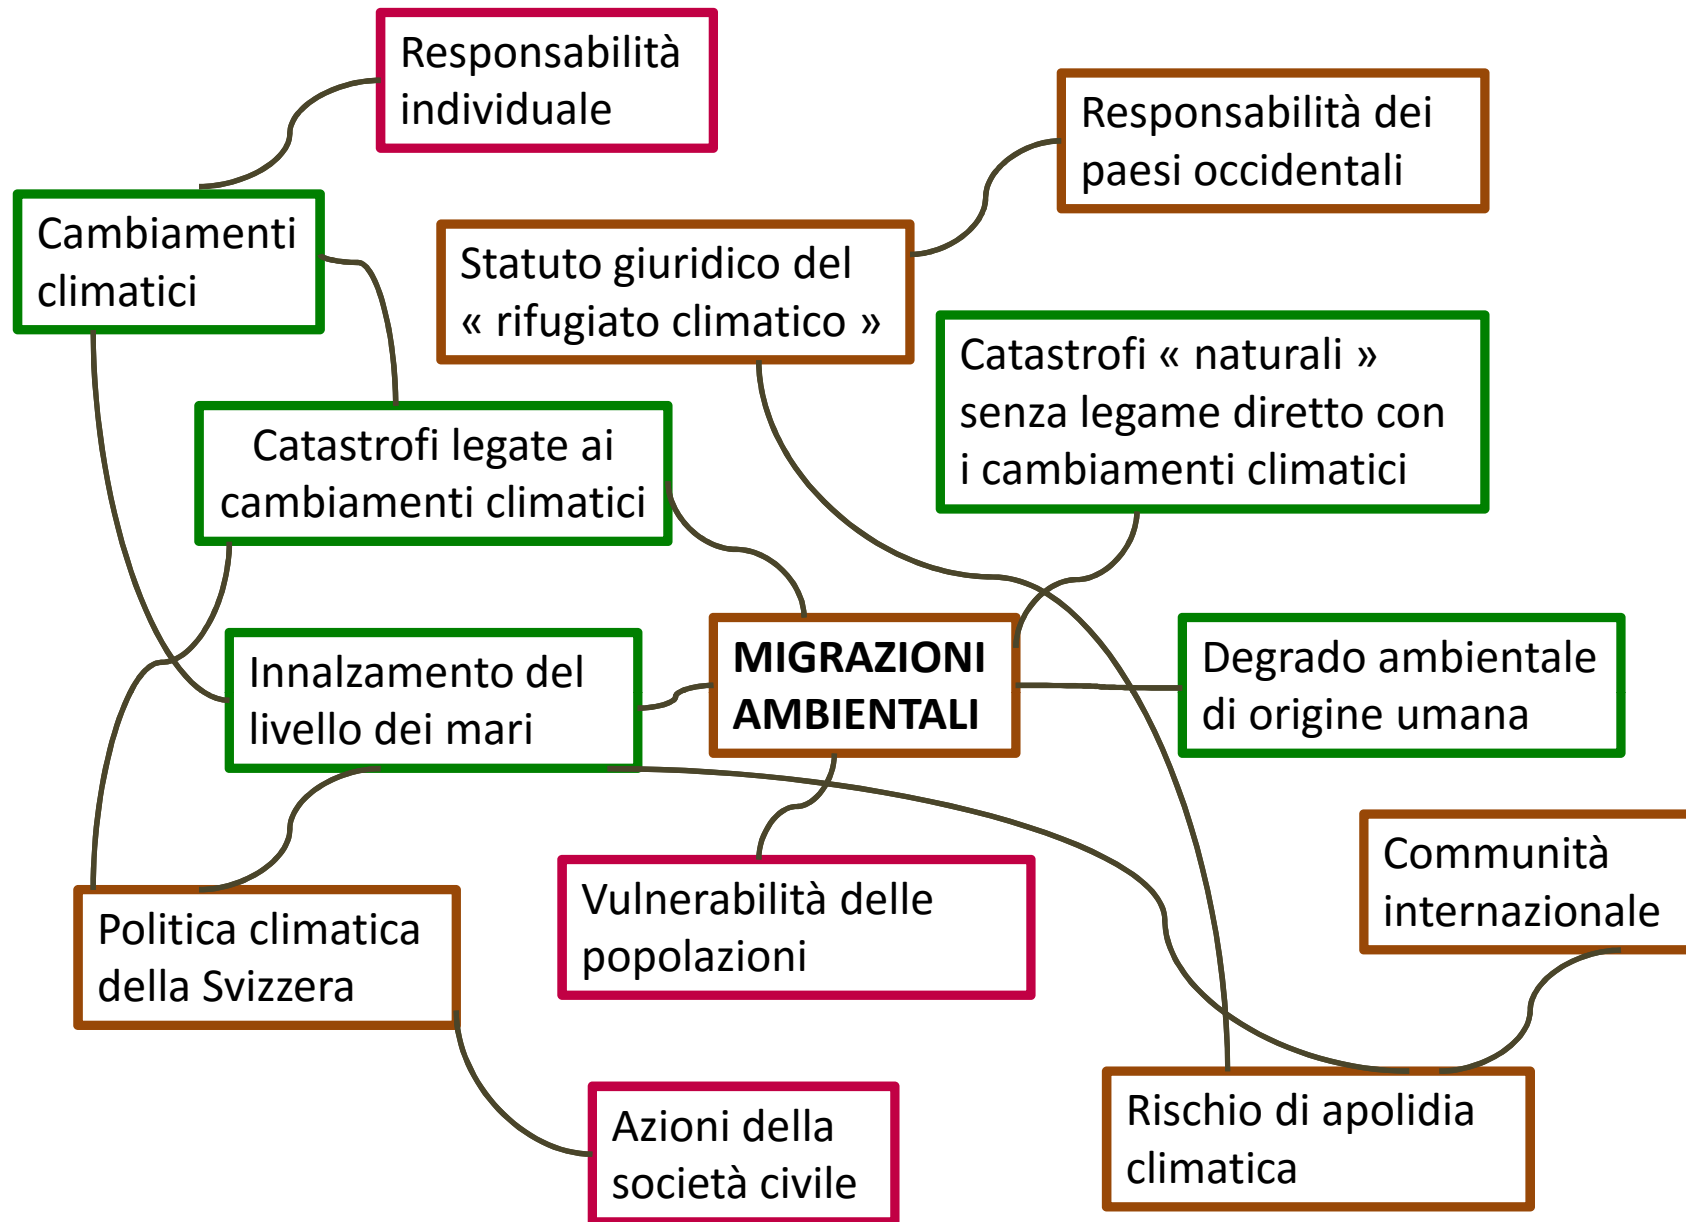 Responsabilità
individuale
Responsabilità dei
paesi occidentali
Cambiamenti
climatici
Statuto giuridico del
« rifugiato climatico »
Catastrofi « naturali »
senza legame diretto con
i cambiamenti climatici
Catastrofi legate ai
cambiamenti climatici
MIGRAZIONI
AMBIENTALI
Innalzamento del
livello dei mari
Degrado ambientale
di origine umana
Communità
internazionale
Vulnerabilità delle
popolazioni
Politica climatica
della Svizzera
Azioni della
società civile
Rischio di apolidia
climatica